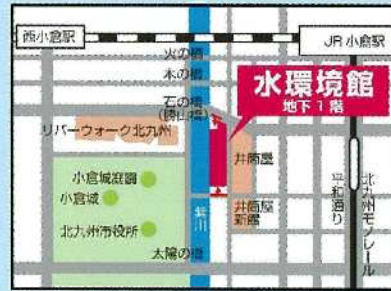 西小倉駅
JR 小倉駅
火の橋
木の橋
石の橋
(勝山橋)
水環境館
地下1階
リバーウォーク北九州
井筒屋
小倉城庭園
小倉城
井筒屋
新館
紫川
平和通り
北九州モノレール
北九州市役所
太陽の橋